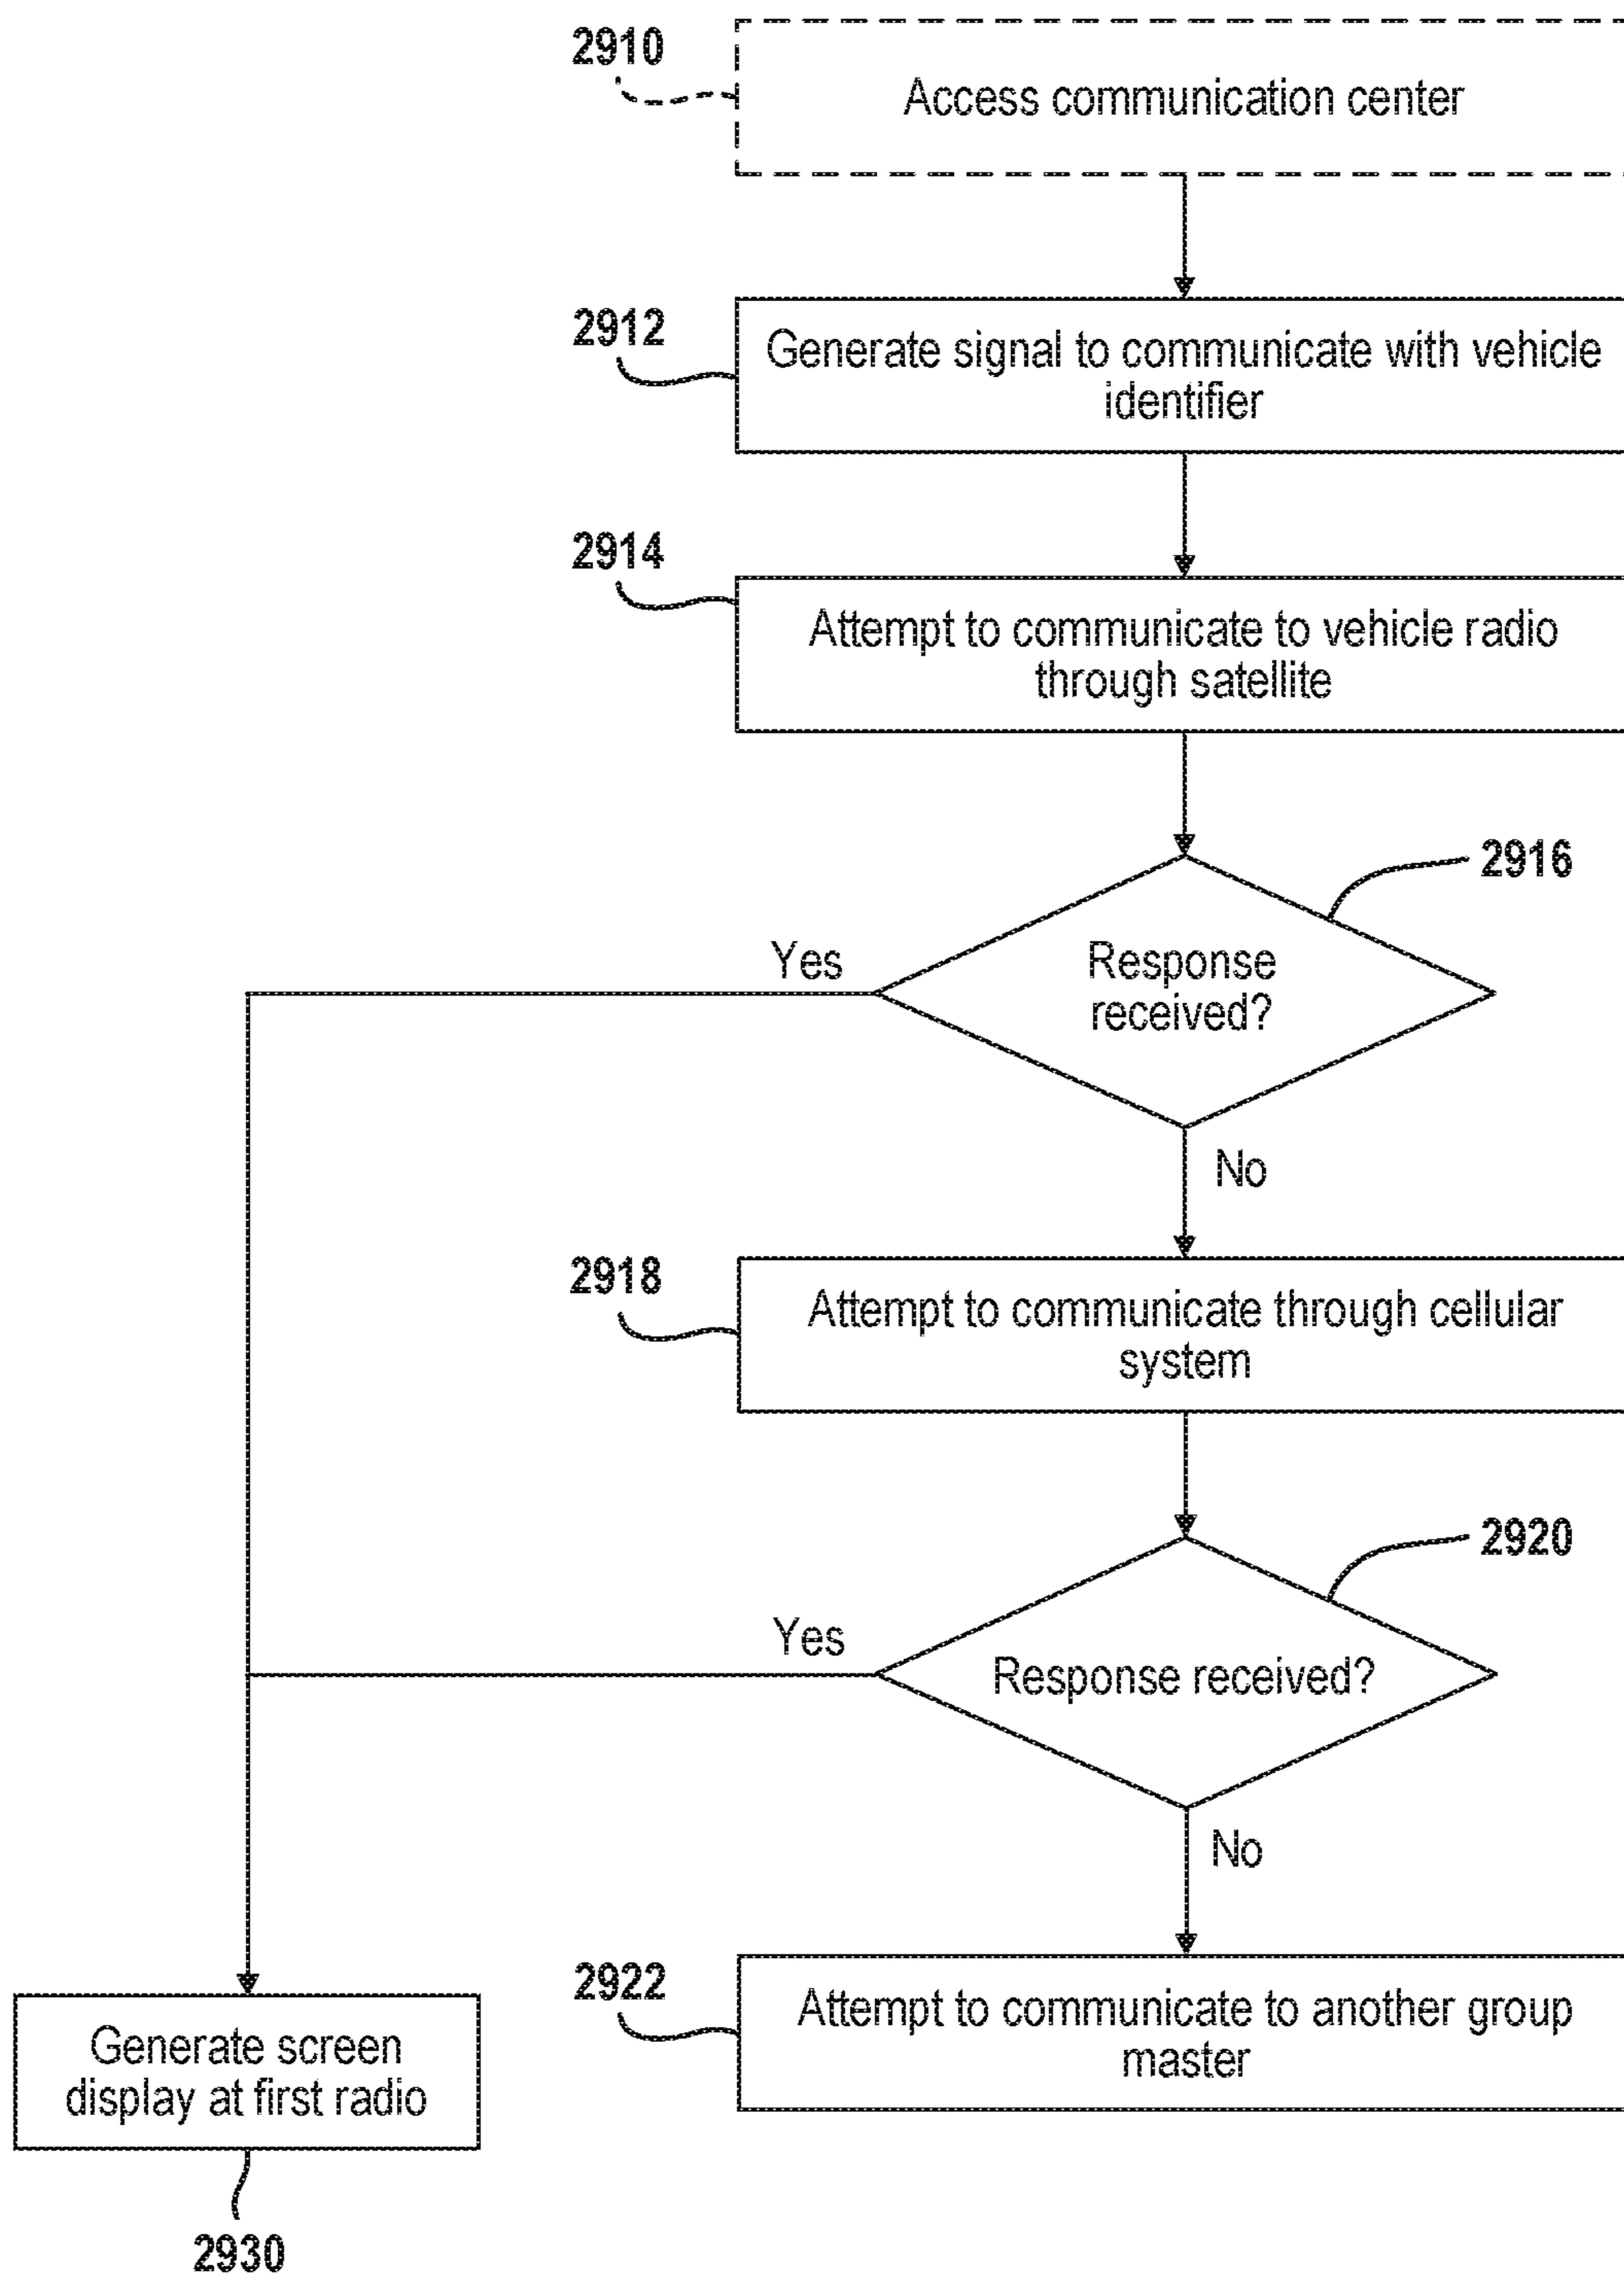 2910
Access communication center
2912
Generate signal to communicate with vehicle
identifier
2914
Attempt to communicate to vehicle radio
through satellite
2916
Yes
Response
received?
No
2918
Attempt to communicate through cellular
system
2920
Yes
Response received?
No
2922
Attempt to communicate to another group
master
Generate screen
display at first radio
2930